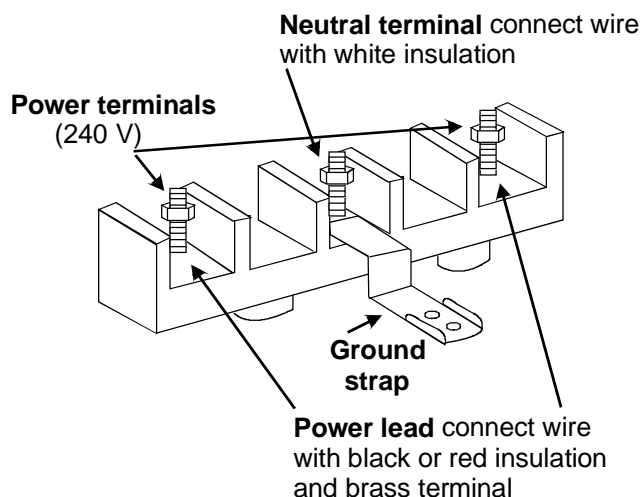 Neutral terminal connect wire
with white insulation
Power terminals
(240 V)
Ground
strap
Power lead connect wire
with black or red insulation
and brass terminal